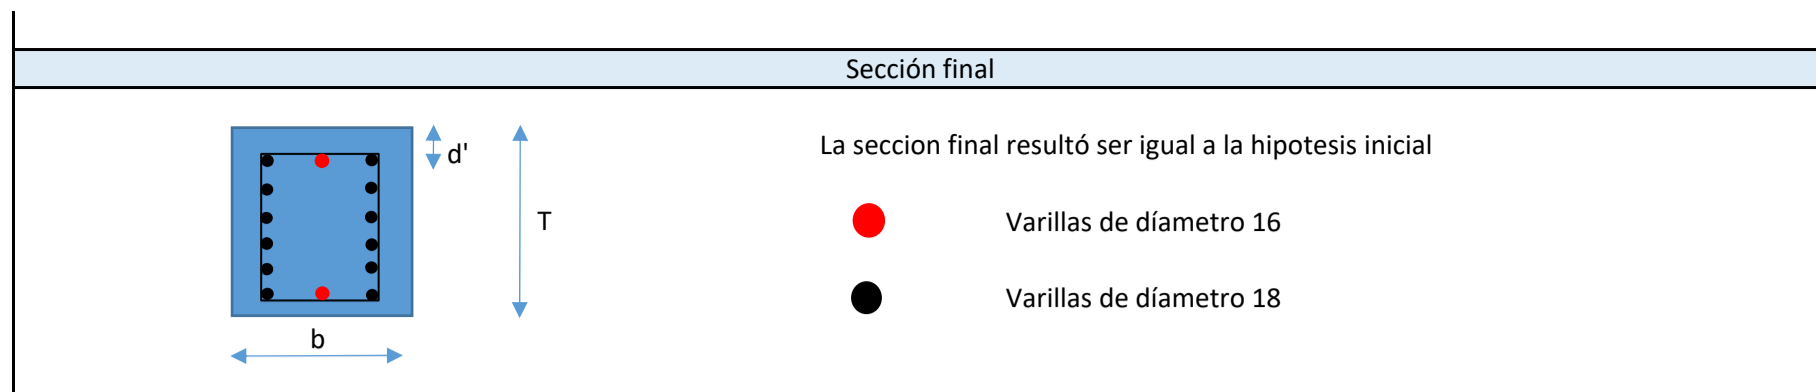 Sección final
d'
La seccion final resultó ser igual a la hipotesis inicial
T
Varillas de díametro 16
Varillas de díametro 18
b